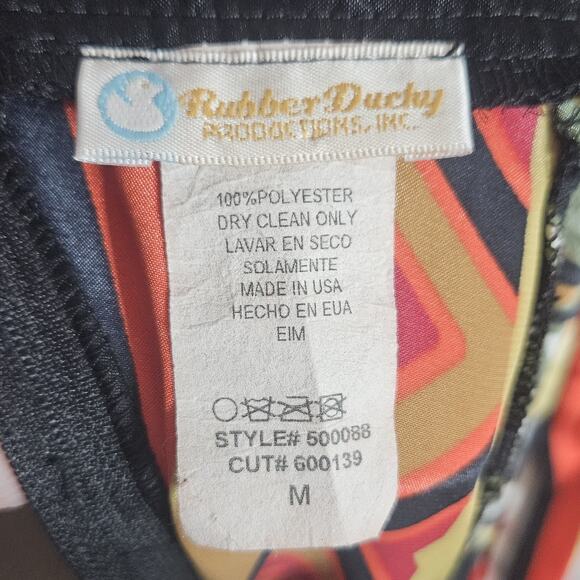 Rubber Ducky
PRODUCTIONS, INC.
100%POLYESTER
DRY CLEAN ONLY
LAVAR EN SECO
SOLAMENTE
MADE IN USA
HECHO EN EUA
EIM
STYLE# 500088
CUT# 600139
M